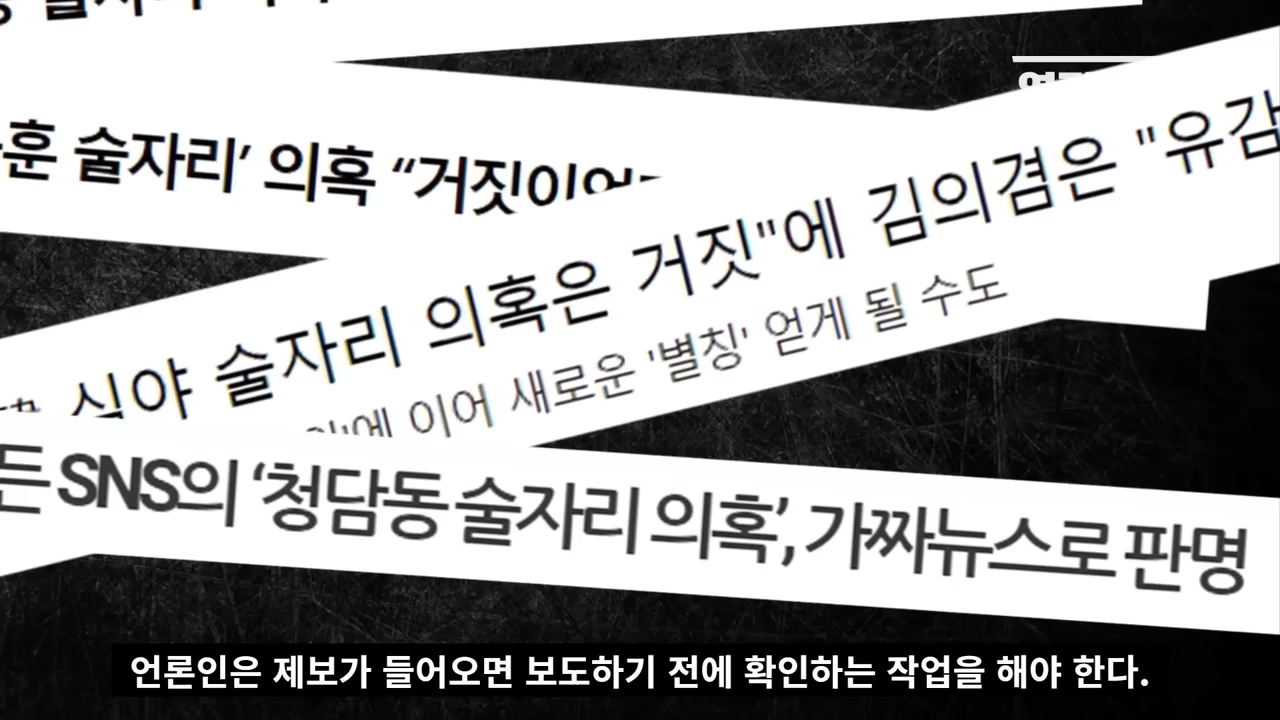 술자리’ 의혹 “거짓이
심야 술자리 의혹은 거짓"에 김의겸은 "유감
이어 새로운 '별칭' 얻게 될 수도
SNS의 ‘청담동 술자리 의혹’, 가짜뉴스로 판명
언론인은 제보가 들어오면 보도하기 전에 확인하는 작업을 해야 한다.